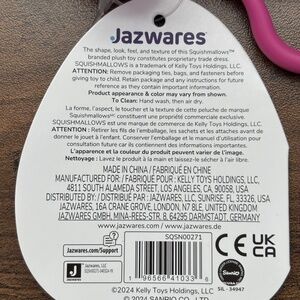 Jazwares®
The shape, look, feel, and texture of this Squishmallows™
branded plush toy constitutes proprietary trade dress.
SQUISHMALLOWS is a trademark of Kelly Toys Holdings, LLC.
ATTENTION: Remove packaging ties, bags, and fasteners before
giving toy to child. Retain package and any instructions for future
reference as they contain important information.
Product appearance & color may vary from shown.
To Clean: Hand wash, then air dry.
La forme, l'aspect, le toucher et la texture de cette peluche de marque
Squishmallows™ constituent une propriété commerciale exclusive.
SQUISHMALLOWS est une marque de commerce de Kelly Toys Holdings, LLC.
ATTENTION : Retirer les fils de l'emballage, les sachets et les attaches avant de donner
le jouet à l'enfant. Conserver l'emballage et le manuel d'utilisation
pour future consultation car ils contiennent d'importantes informations.
L'apparence et la couleur du produit peuvent varier de l'image.
Nettoyage : Lavez le produit à la main et laissez-le sécher à l'air libre.
MADE IN CHINA / FABRIQUÉ EN CHINE
MANUFACTURED FOR: / FABRIQUÉ POUR: KELLY TOYS HOLDINGS, LLC,
4811 SOUTH ALAMEDA STREET, LOS ANGELES, CA, 90058, USA
DISTRIBUTED BY: / DISTRIBUÉ PAR : JAZWARES, LLC, SUNRISE, FL, 33326, USA
JAZWARES, 16A CRANE GROVE, LONDON, N7 8LE, UNITED KINGDOM
JAZWARES GMBH, MINA-REES-STR. 8, 64295 DARMSTADT, GERMANY
www.jazwares.com / www.jazwares.eu
SQSN00271
Jazwares.com/Support
Jazwares, LLC
1 96566 41033 6
CE UK CA
Sanrio
SIL - 34947
©2024 Kelly Toys Holdings, LLC
© 2024 SANRIO CO., LTD.